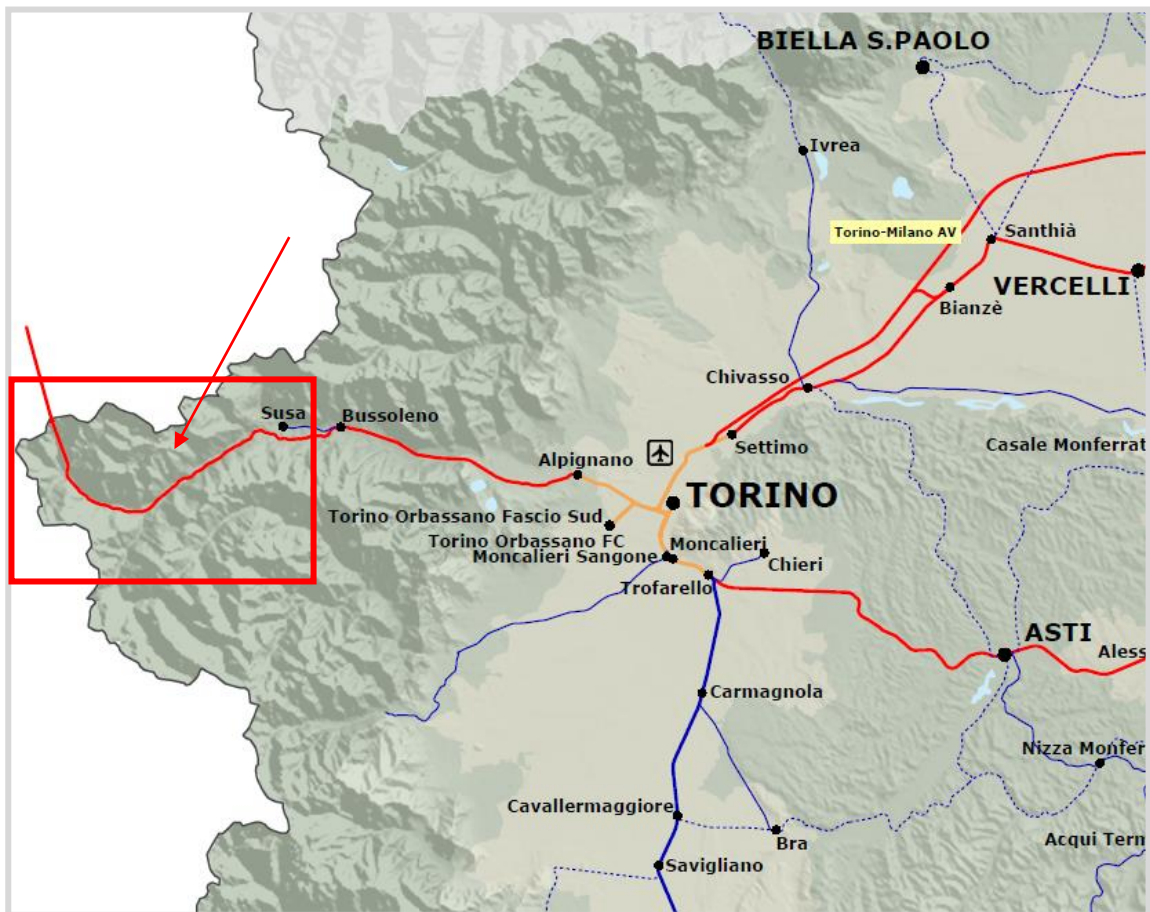 BIELLA S.PAOLO
Ivrea
Torino-Milano AV
Santhià
VERCELLI
Bianzè
Chivasso
Susa
Bussoleno
Settimo
Casale Monferrat
Alpignano
TORINO
Torino Orbassano Fascio Sud
Torino Orbassano FC
Moncalieri Sangone
Moncalieri
Chieri
Trofarello
ASTI
Aless
Carmagnola
Nizza Monfer
Cavallermaggiore
Bra
Acqui Term
Savigliano